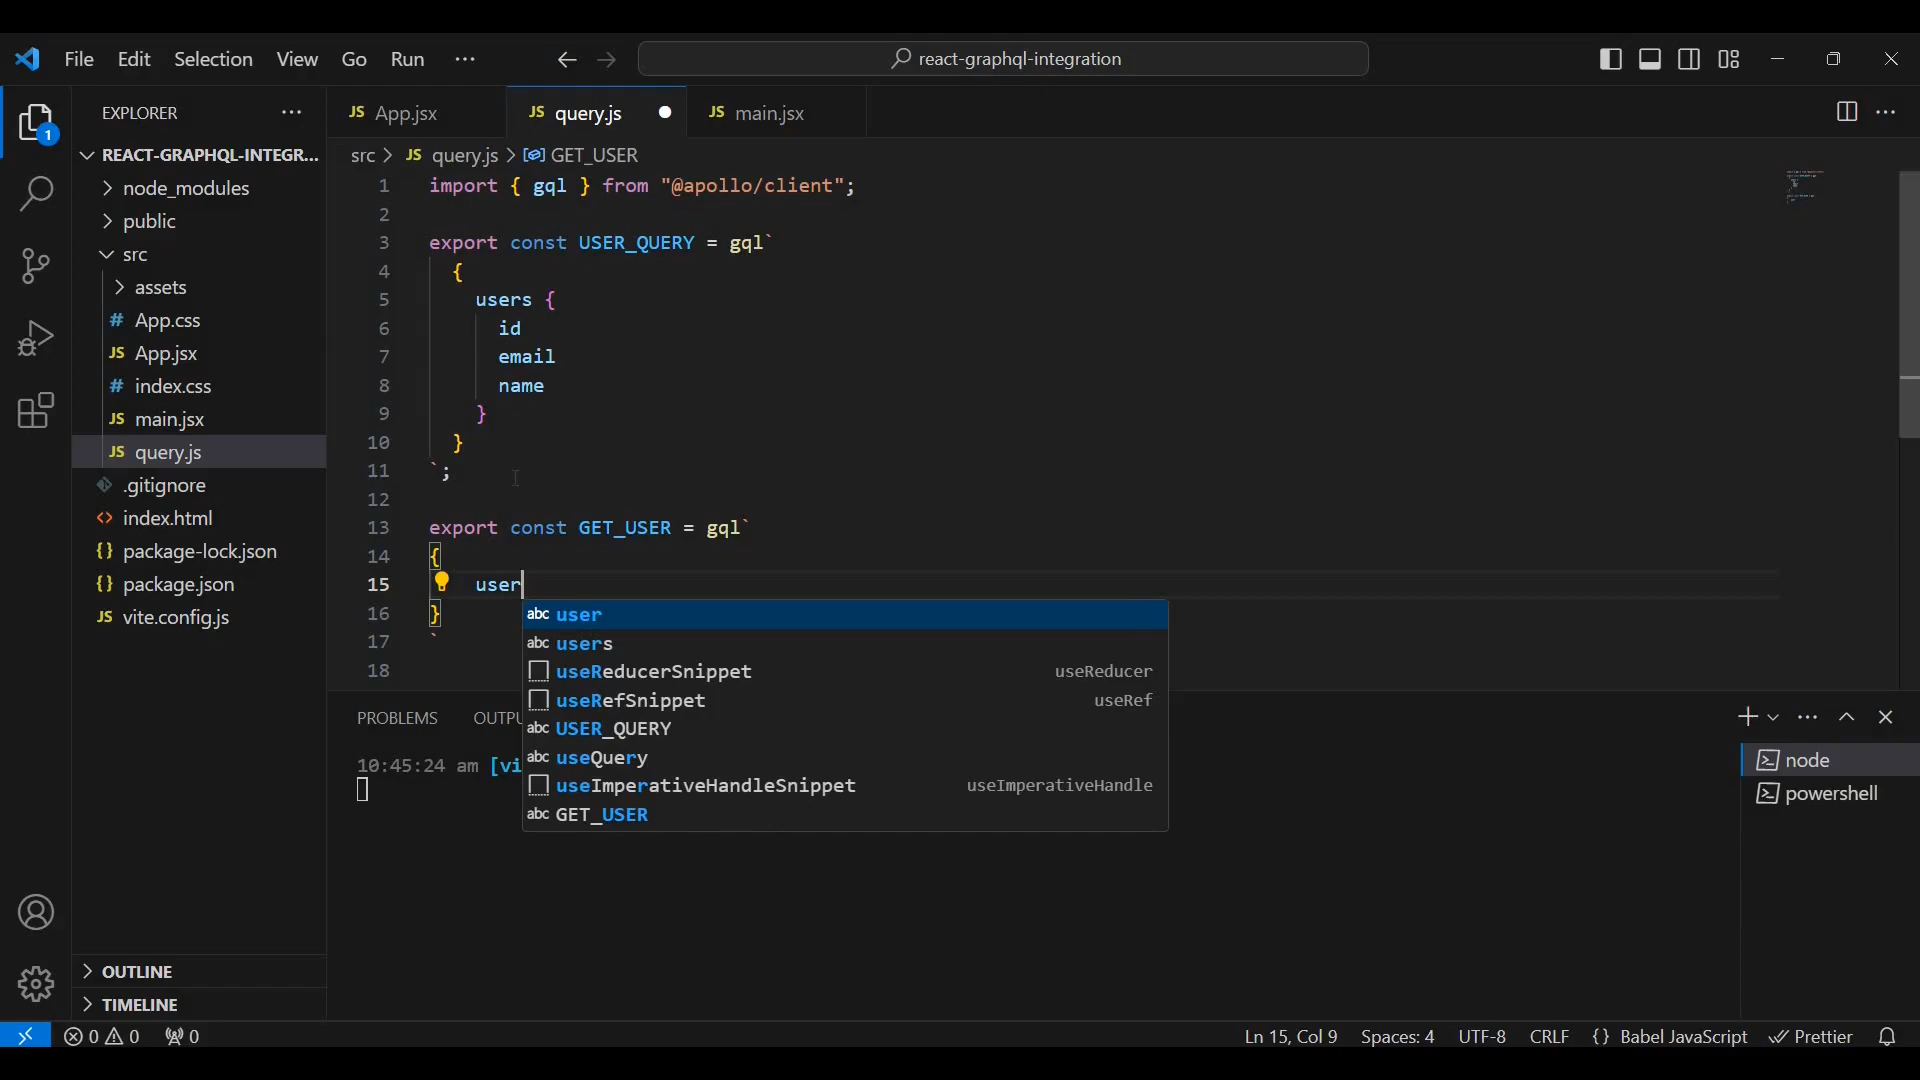 File Edit Selection View Go Run ··· react-graphql-integration
EXPLORER ···
1
REACT-GRAPHQL-INTEGR...
node_modules
public
src
assets
# App.css
JS App.jsx
# index.css
JS main.jsx
JS query.js
.gitignore
<> index.html
{} package-lock.json
{} package.json
JS vite.config.js
OUTLINE
TIMELINE
JS App.jsx JS query.js JS main.jsx ···
src > JS query.js > GET_USER
1 import { gql } from "@apollo/client";
2
3 export const USER_QUERY = gql`
4 {
5 users {
6 id
7 email
8 name
9 }
10 }
11 `;
12
13 export const GET_USER = gql`
14 {
15 user
16 }
17 `
18
abc user
abc users
useReducerSnippet useReducer
useRefSnippet useRef
abc USER_QUERY
abc useQuery
useImperativeHandleSnippet useImperativeHandle
abc GET_USER
PROBLEMS OUTPU ···
10:45:24 am [vi
node
powershell
0 0 0 Ln 15, Col 9 Spaces: 4 UTF-8 CRLF {} Babel JavaScript Prettier